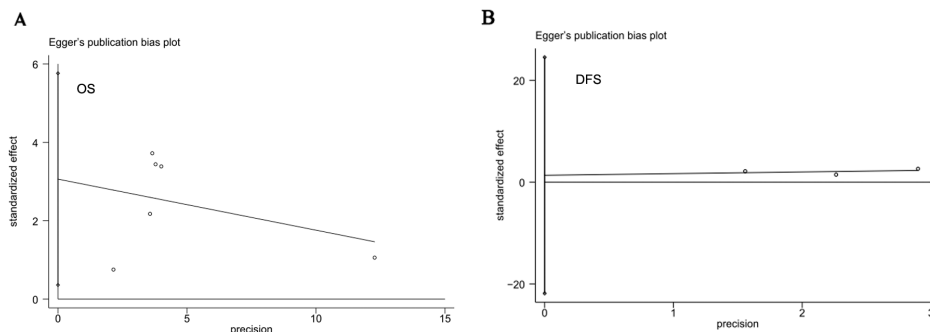 A
Egger's publication bias plot
OS
standardized effect
6
4
2
0
0
5
10
15
precision
B
Egger's publication bias plot
DFS
standardized effect
20
0
−20
0
1
2
3
precision